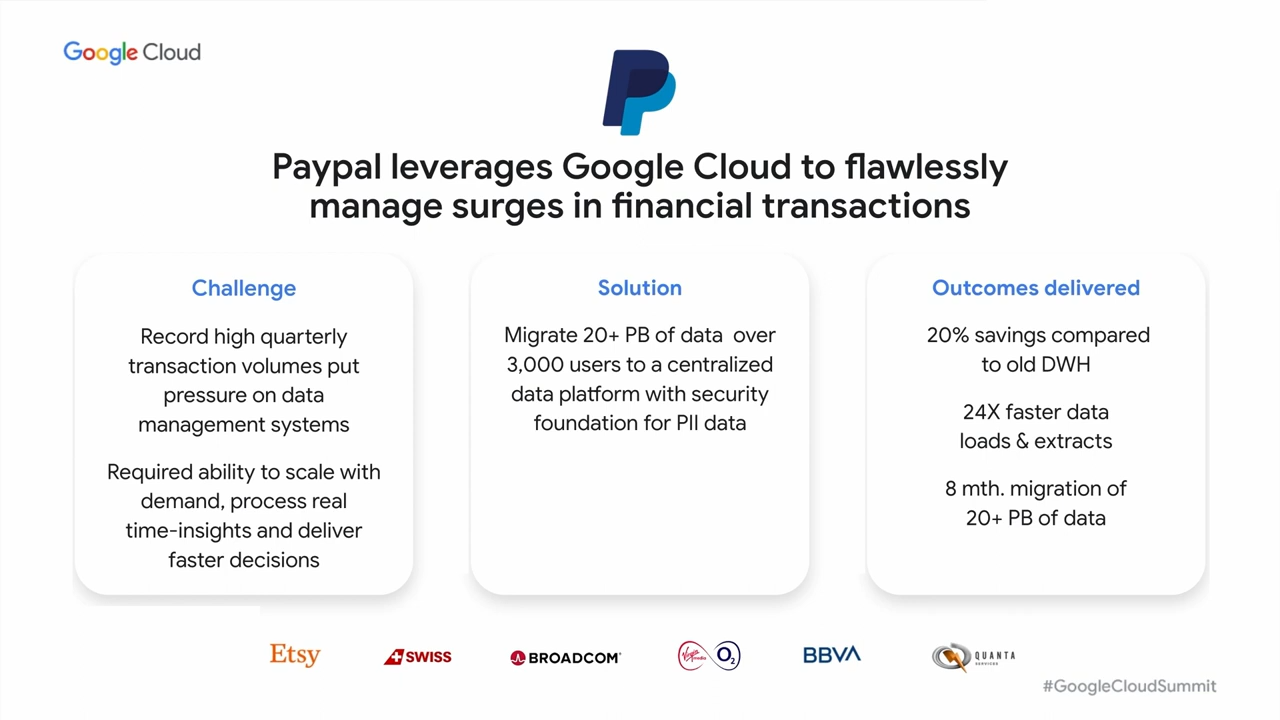 Google Cloud
Paypal leverages Google Cloud to flawlessly
manage surges in financial transactions
Challenge
Record high quarterly
transaction volumes put
pressure on data
management systems
Required ability to scale with
demand, process real
time-insights and deliver
faster decisions
Solution
Migrate 20+ PB of data over
3,000 users to a centralized
data platform with security
foundation for PII data
Outcomes delivered
20% savings compared
to old DWH
24X faster data
loads & extracts
8 mth. migration of
20+ PB of data
Etsy
SWISS
BROADCOM
Virgin media O2
BBVA
QUANTA
SERVICES
#GoogleCloudSummit